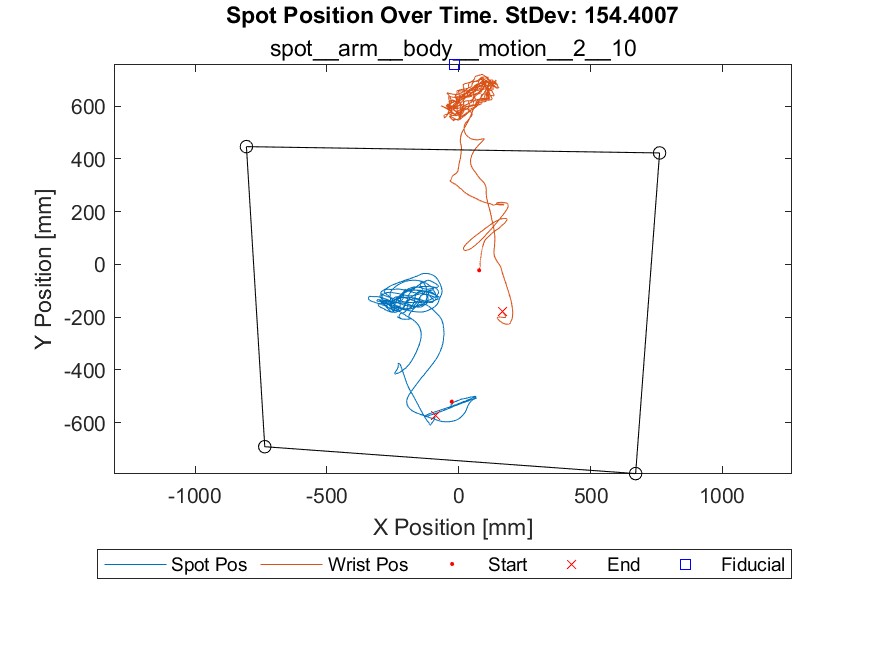 Spot Position Over Time. StDev: 154.4007
spot__arm__body__motion__2__10
600
400
200
0
-200
-400
-600
Y Position [mm]
-1000 -500 0 500 1000
X Position [mm]
Spot Pos Wrist Pos Start End Fiducial